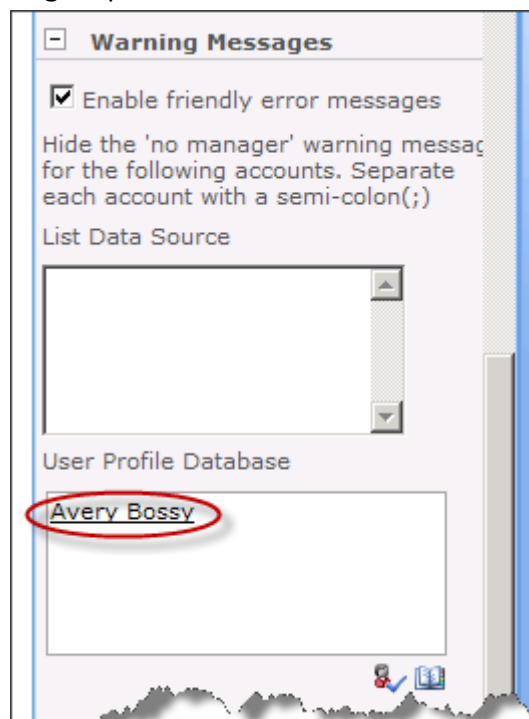 Warning Messages
Enable friendly error messages
Hide the 'no manager' warning messag
for the following accounts. Separate
each account with a semi-colon(;)
List Data Source
User Profile Database
Avery Bossy